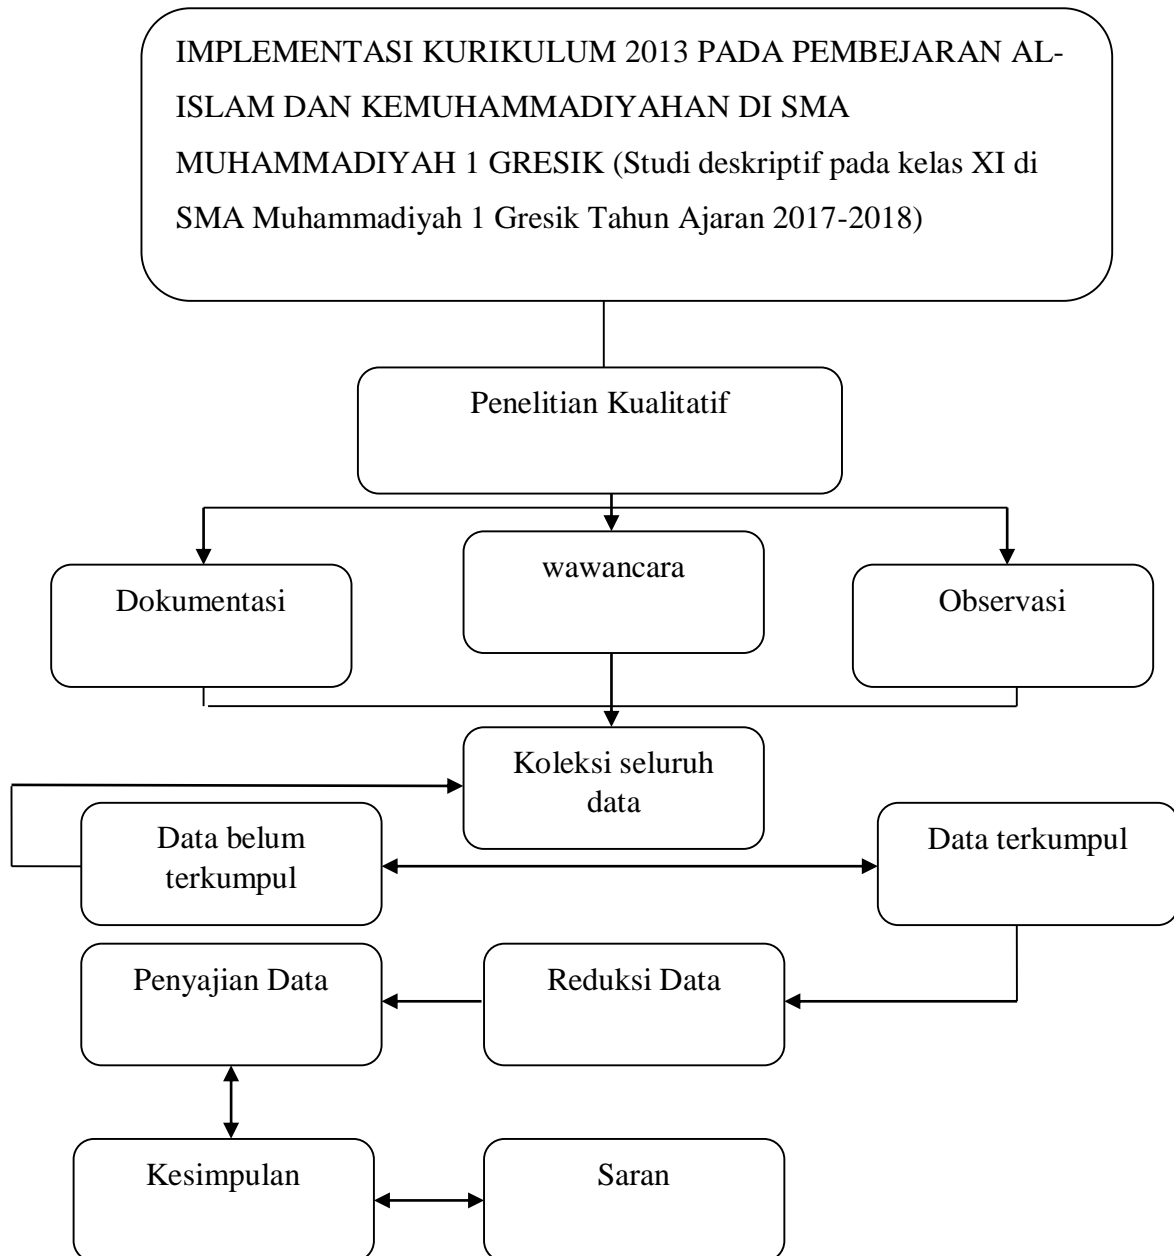 IMPLEMENTASI KURIKULUM 2013 PADA PEMBEJARAN AL-
ISLAM DAN KEMUHAMMADIYAHAN DI SMA
MUHAMMADIYAH 1 GRESIK (Studi deskriptif pada kelas XI di
SMA Muhammadiyah 1 Gresik Tahun Ajaran 2017-2018)
Penelitian Kualitatif
Dokumentasi
wawancara
Observasi
Koleksi seluruh
data
Data belum
terkumpul
Data terkumpul
Penyajian Data
Reduksi Data
Kesimpulan
Saran